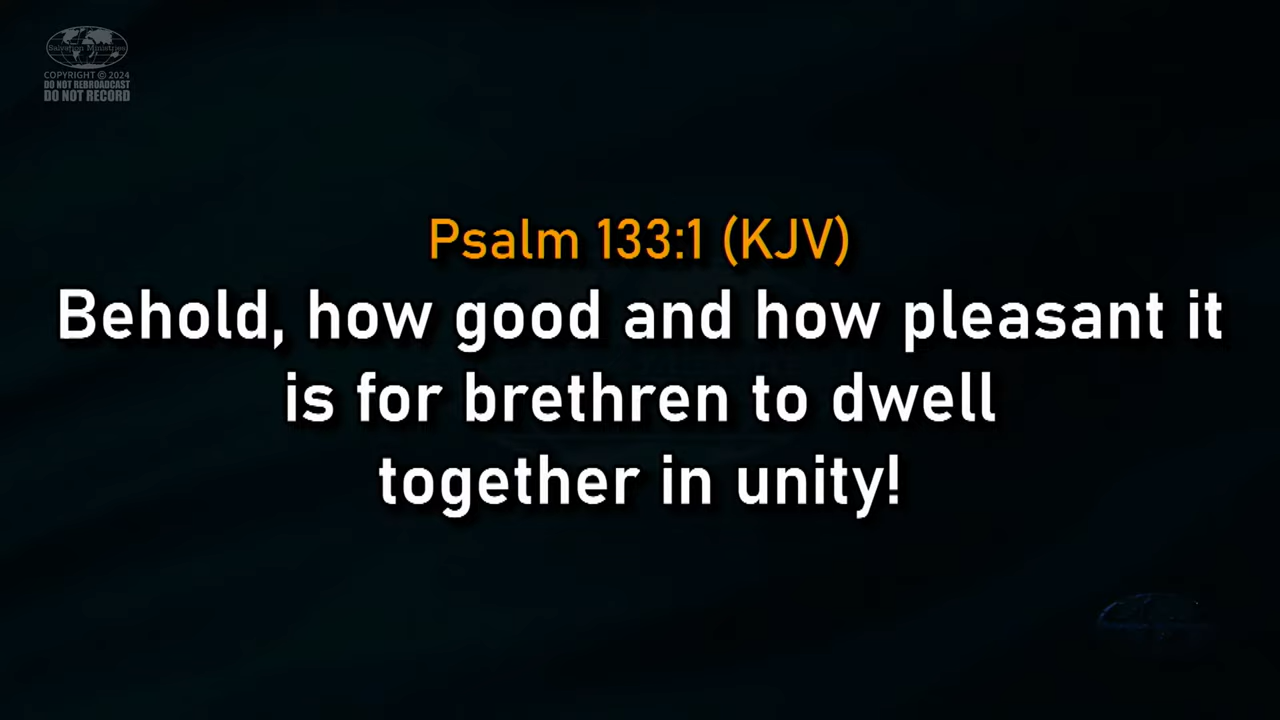 Salvation Ministries
COPYRIGHT © 2024
DO NOT REBROADCAST
DO NOT RECORD
Psalm 133:1 (KJV)
Behold, how good and how pleasant it
is for brethren to dwell
together in unity!